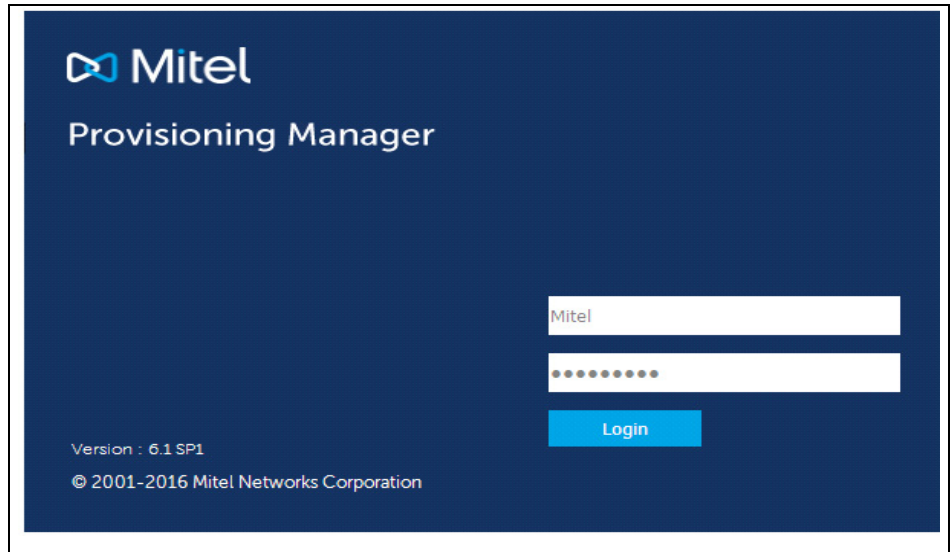 Mitel
Provisioning Manager
Mitel
●●●●●●●●●
Login
Version : 6.1 SP1
© 2001-2016 Mitel Networks Corporation